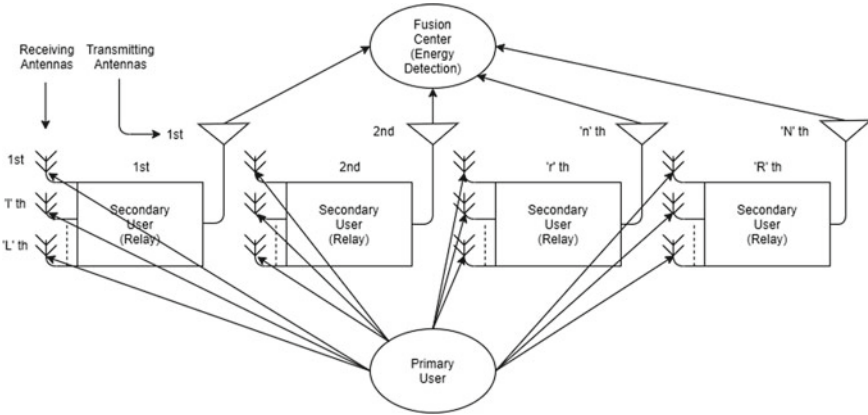 Fusion
Center
(Energy
Detection)
Receiving
Antennas
Transmitting
Antennas
1st
2nd
'n' th
'N' th
1st
1st
2nd
'r' th
'R' th
'l' th
'L' th
Secondary
User
(Relay)
Secondary
User
(Relay)
Secondary
User
(Relay)
Secondary
User
(Relay)
Primary
User